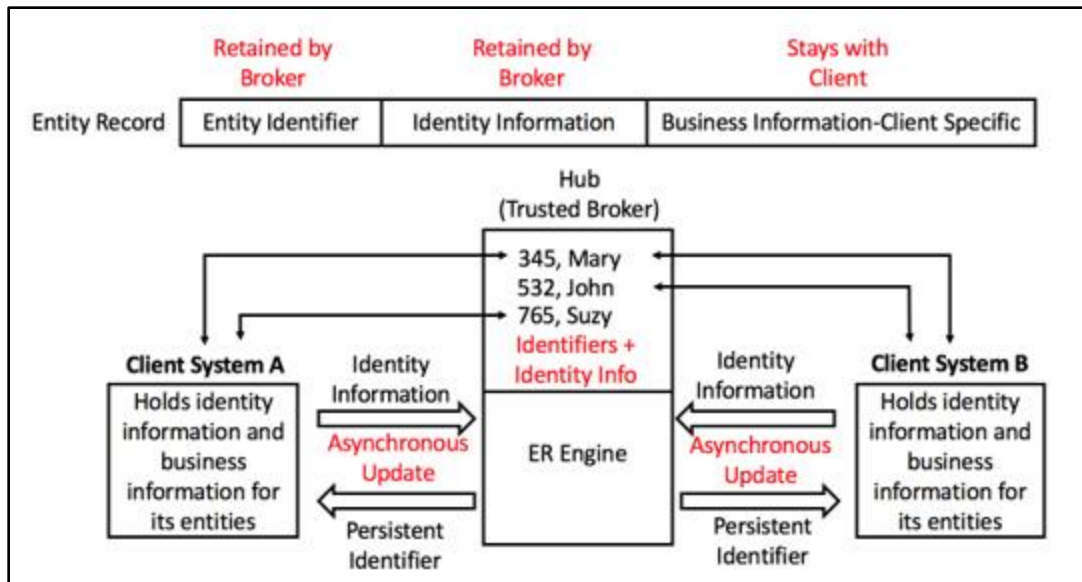 Retained by
Broker
Retained by
Broker
Stays with
Client
Entity Record
Entity Identifier
Identity Information
Business Information-Client Specific
Hub
(Trusted Broker)
345, Mary
532, John
765, Suzy
Identifiers +
Identity Info
ER Engine
Client System A
Holds identity
information and
business
information for
its entities
Identity
Information
Asynchronous
Update
Persistent
Identifier
Identity
Information
Asynchronous
Update
Persistent
Identifier
Client System B
Holds identity
information and
business
information for
its entities